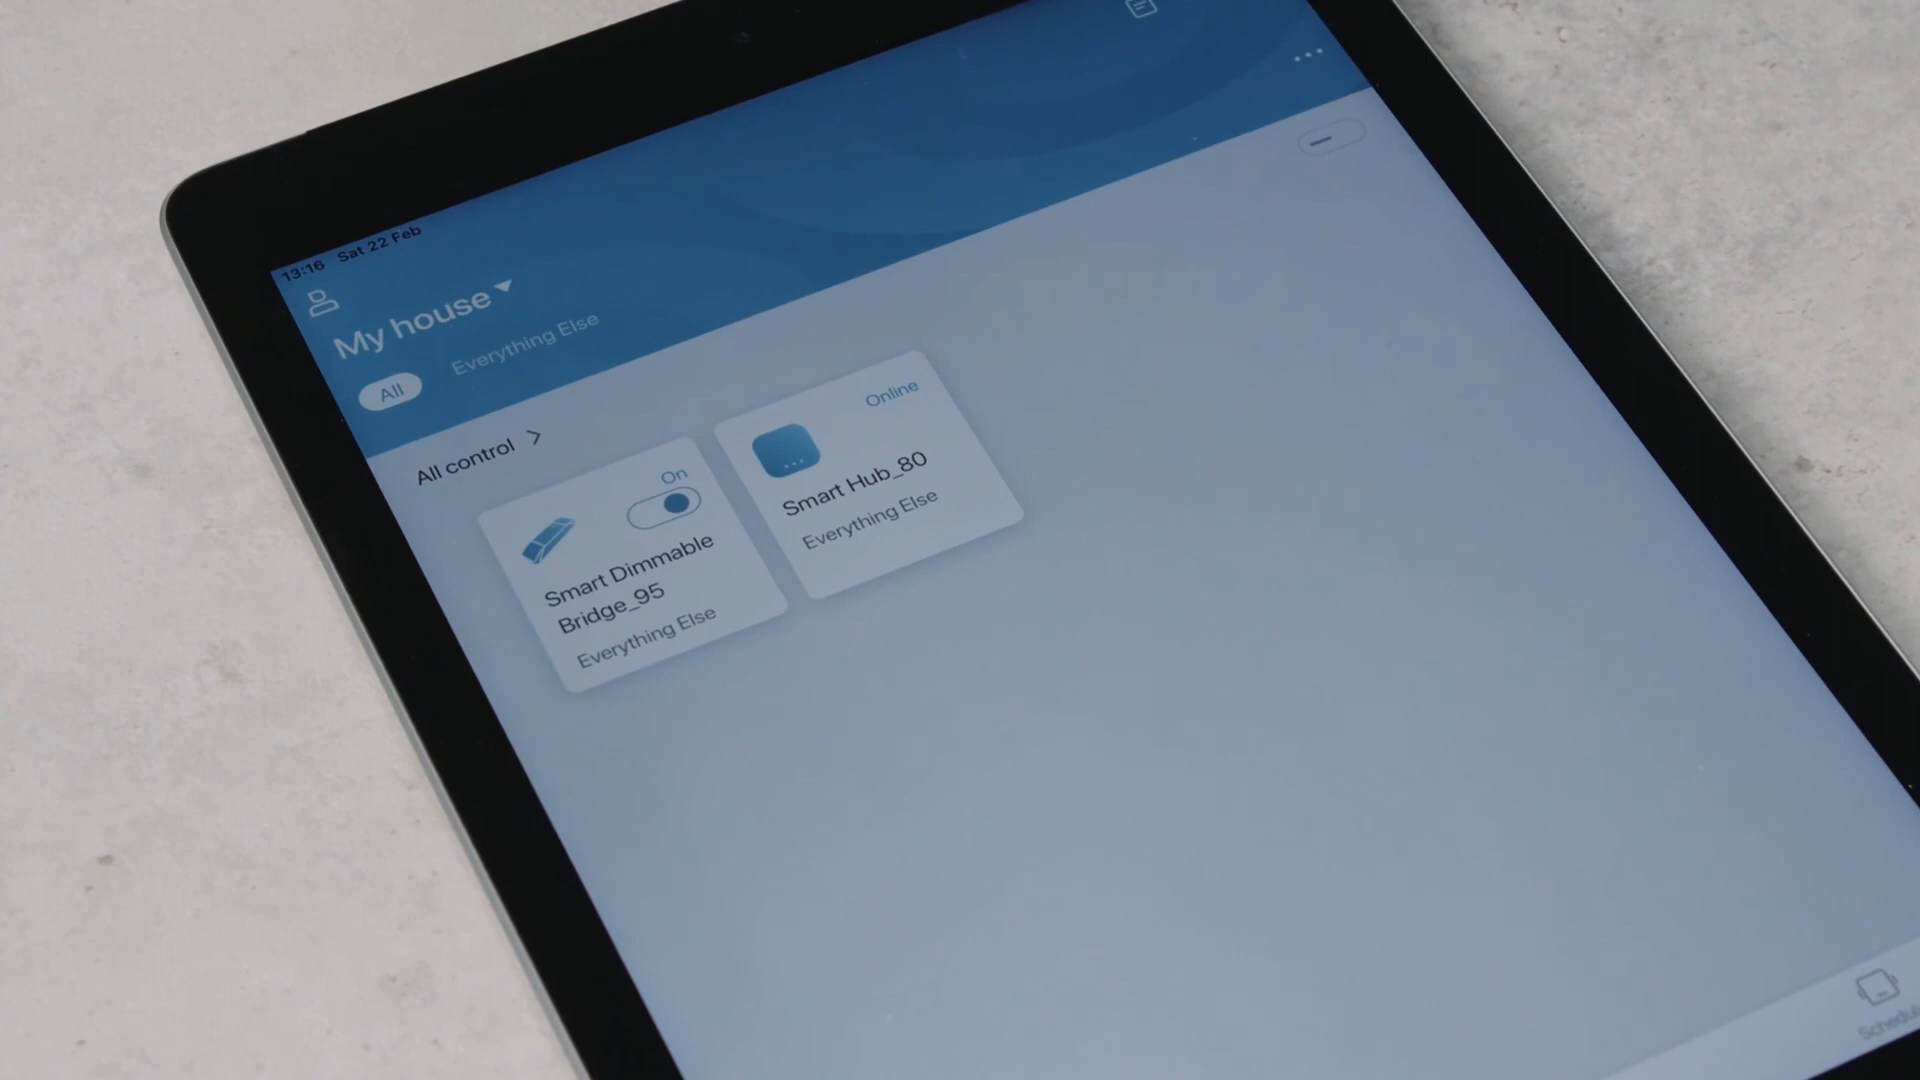 13:16 Sat 22 Feb
My house
All Everything Else
All control
On
Smart Dimmable
Bridge_95
Everything Else
Online
Smart Hub_80
Everything Else